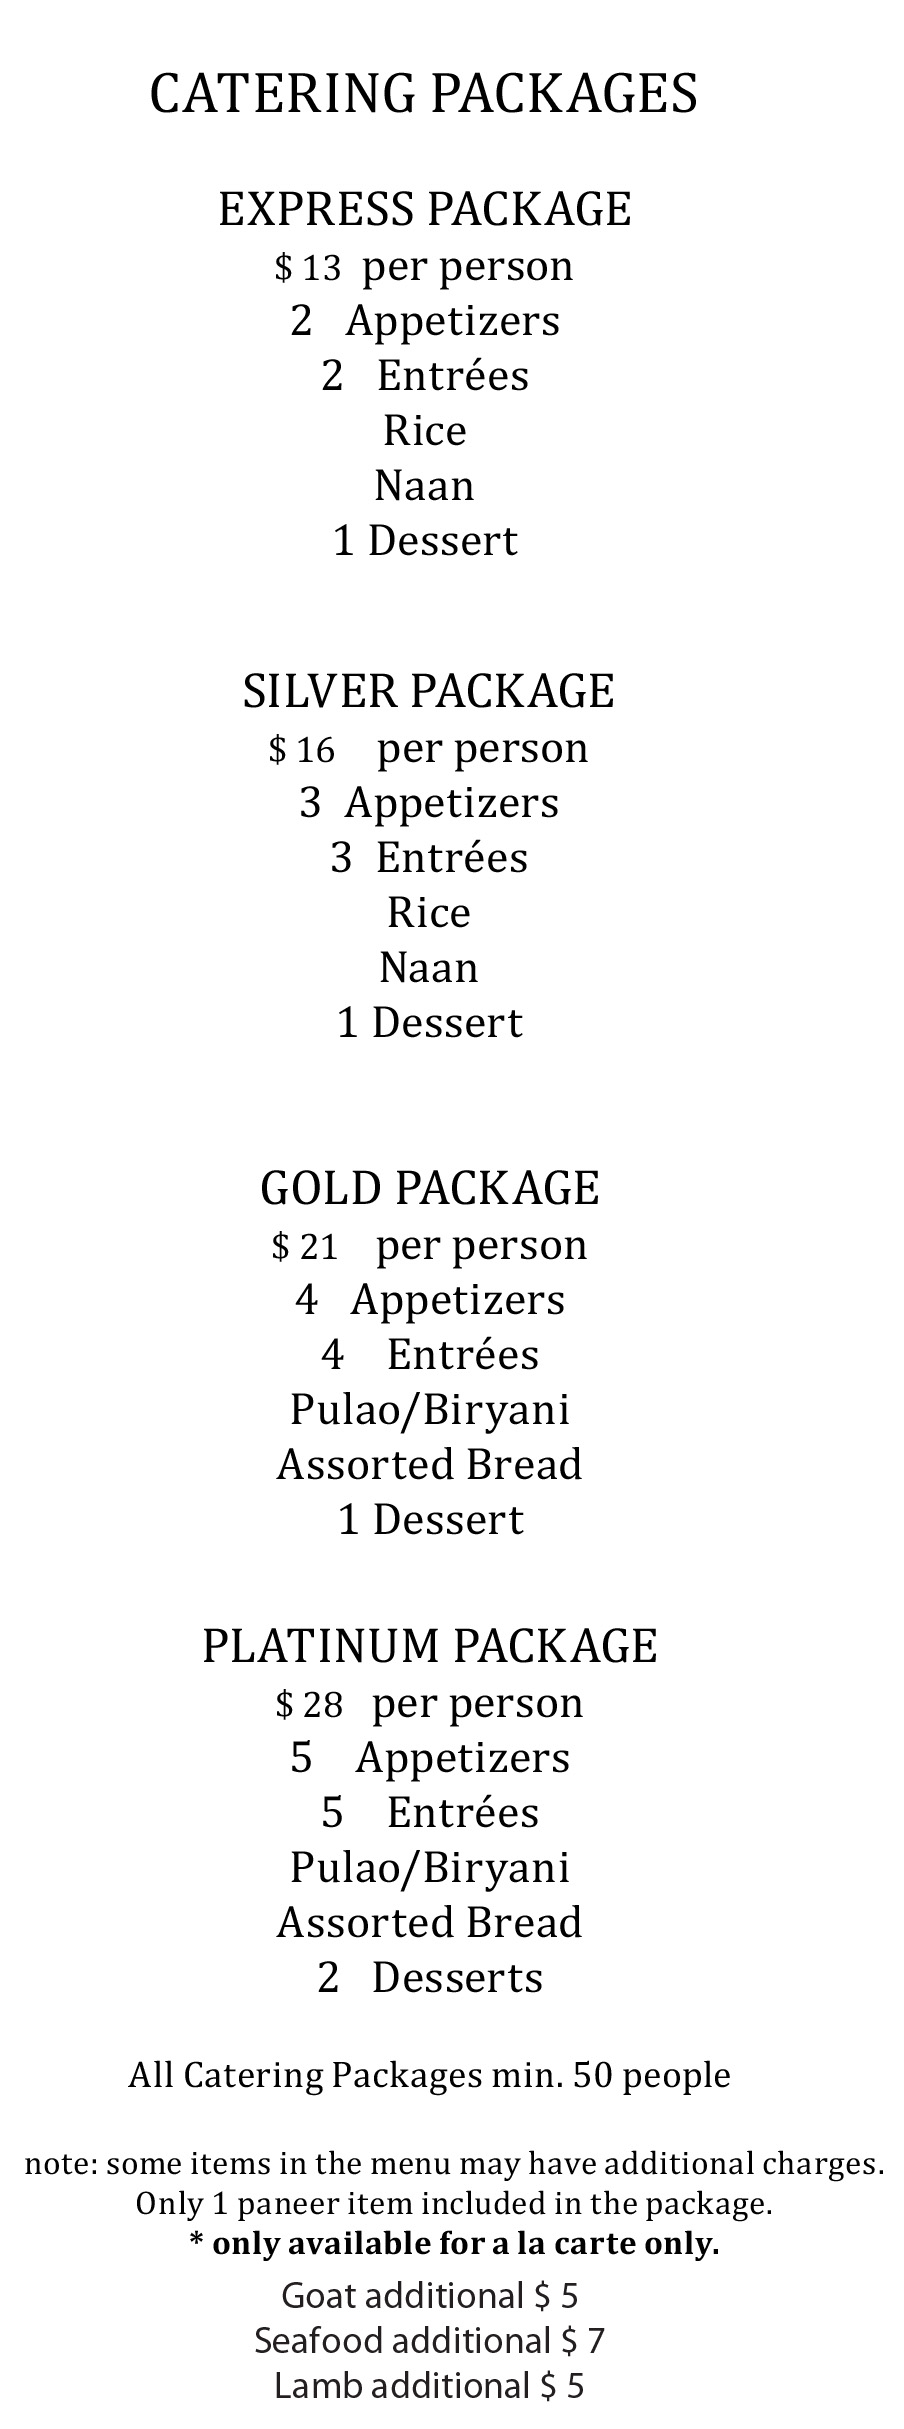 CATERING PACKAGES
EXPRESS PACKAGE
$ 13 per person
2 Appetizers
2 Entrées
Rice
Naan
1 Dessert
SILVER PACKAGE
$ 16 per person
3 Appetizers
3 Entrées
Rice
Naan
1 Dessert
GOLD PACKAGE
$ 21 per person
4 Appetizers
4 Entrées
Pulao/Biryani
Assorted Bread
1 Dessert
PLATINUM PACKAGE
$ 28 per person
5 Appetizers
5 Entrées
Pulao/Biryani
Assorted Bread
2 Desserts
All Catering Packages min. 50 people
note: some items in the menu may have additional charges.
Only 1 paneer item included in the package.
* only available for a la carte only.
Goat additional $ 5
Seafood additional $ 7
Lamb additional $ 5